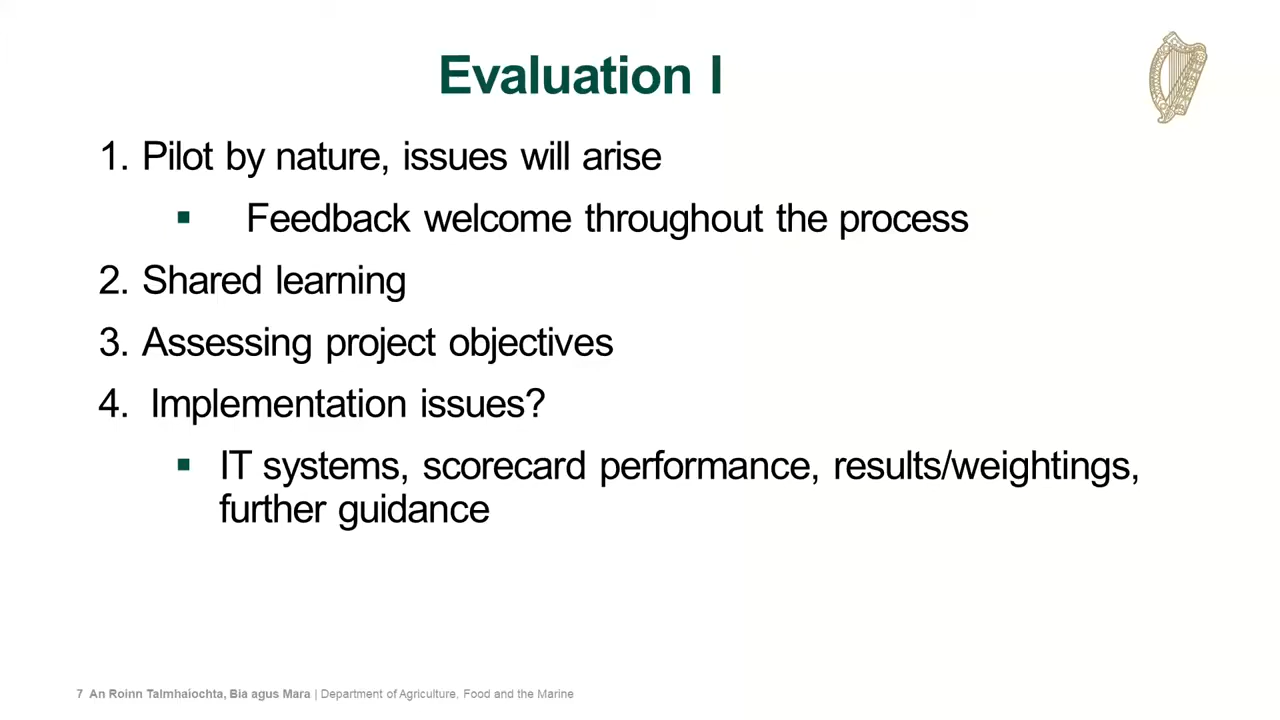 Evaluation I
1. Pilot by nature, issues will arise
▪ Feedback welcome throughout the process
2. Shared learning
3. Assessing project objectives
4. Implementation issues?
▪ IT systems, scorecard performance, results/weightings,
further guidance
7 An Roinn Talmhaíochta, Bia agus Mara | Department of Agriculture, Food and the Marine